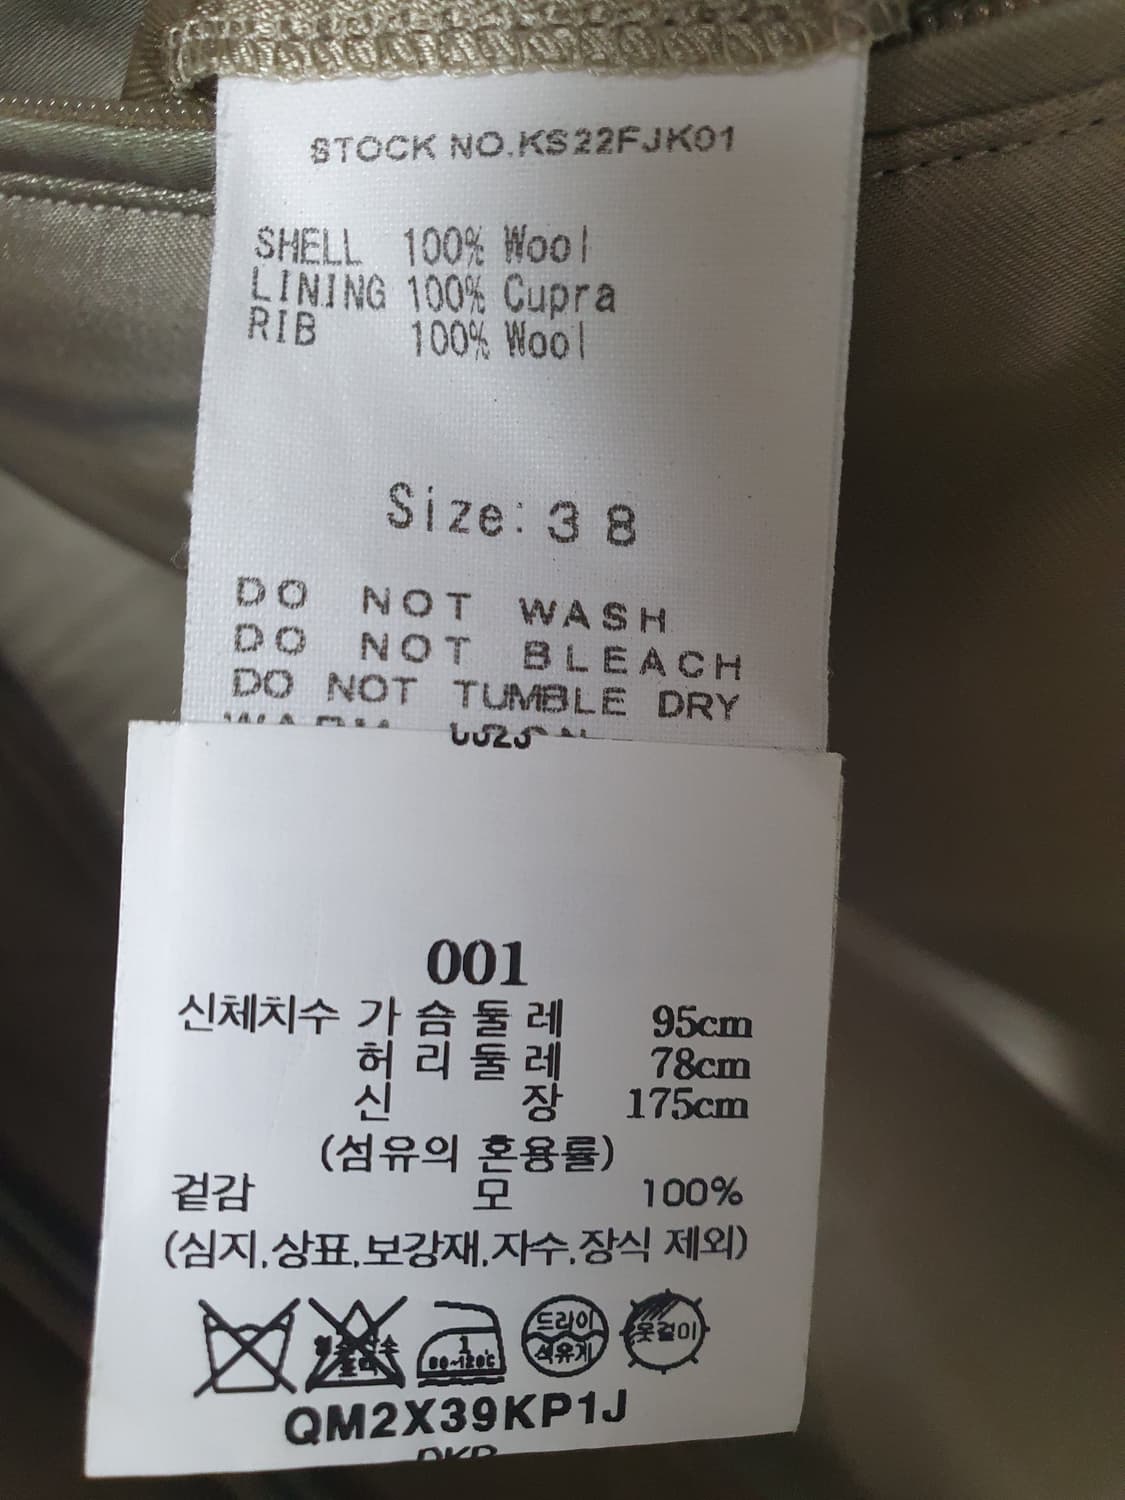 STOCK NO.KS22FJK01
SHELL 100% Wool
LINING 100% Cupra
RIB 100% Wool
Size: 38
DO NOT WASH
DO NOT BLEACH
DO NOT TUMBLE DRY
001
신체치수 가슴둘레 95cm
허리둘레 78cm
신장 175cm
(섬유의 혼용률)
겉감 모 100%
(심지,상표,보강재,자수,장식 제외)
1 드라이 옷걸이
석유계
QM2X39KP1J